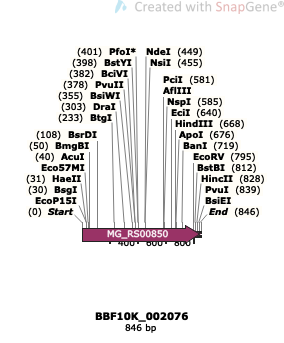 Created with SnapGene®
(401) PfoI* NdeI (449)
(398) BstYI NsiI (455)
(382) BciVI
(378) PvuII PciI (581)
(355) BsiWI AflIII
(303) DraI NspI (585)
(233) BtgI EciI (640)
HindIII (668)
(108) BsrDI ApoI (676)
(50) BmgBI BanI (719)
(40) AcuI EcoRV (795)
Eco57MI BstBI (812)
(31) HaeII HincII (828)
(30) BsgI PvuI (839)
EcoP15I BsiEI
(0) Start End (846)
MG_RS00850
400 600 800
BBF10K_002076
846 bp